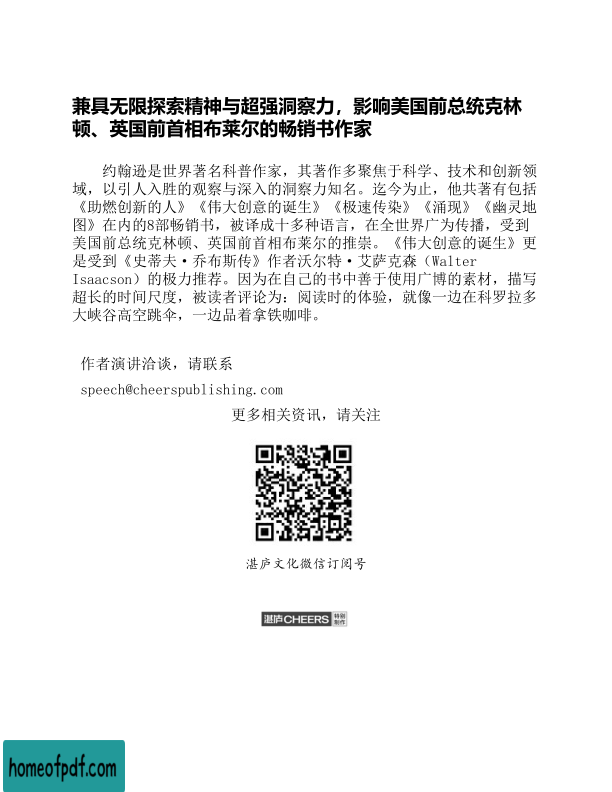 兼具无限探索精神与超强洞察力，影响美国前总统克林
顿、英国前首相布莱尔的畅销书作家
约翰逊是世界著名科普作家，其著作多聚焦于科学、技术和创新领
域，以引人入胜的观察与深入的洞察力知名。迄今为止，他共著有包括
《助燃创新的人》《伟大创意的诞生》《极速传染》《涌现》《幽灵地
图》在内的8部畅销书，被译成十多种语言，在全世界广为传播，受到
美国前总统克林顿、英国前首相布莱尔的推崇。《伟大创意的诞生》更
是受到《史蒂夫·乔布斯传》作者沃尔特·艾萨克森（Walter
Isaacson）的极力推荐。因为在自己的书中善于使用广博的素材，描写
超长的时间尺度，被读者评论为：阅读时的体验，就像一边在科罗拉多
大峡谷高空跳伞，一边品着拿铁咖啡。
作者演讲洽谈，请联系
speech@cheerspublishing.com
更多相关资讯，请关注
湛庐文化微信订阅号
湛庐CHEERS 特别
制作
homeofpdf.com